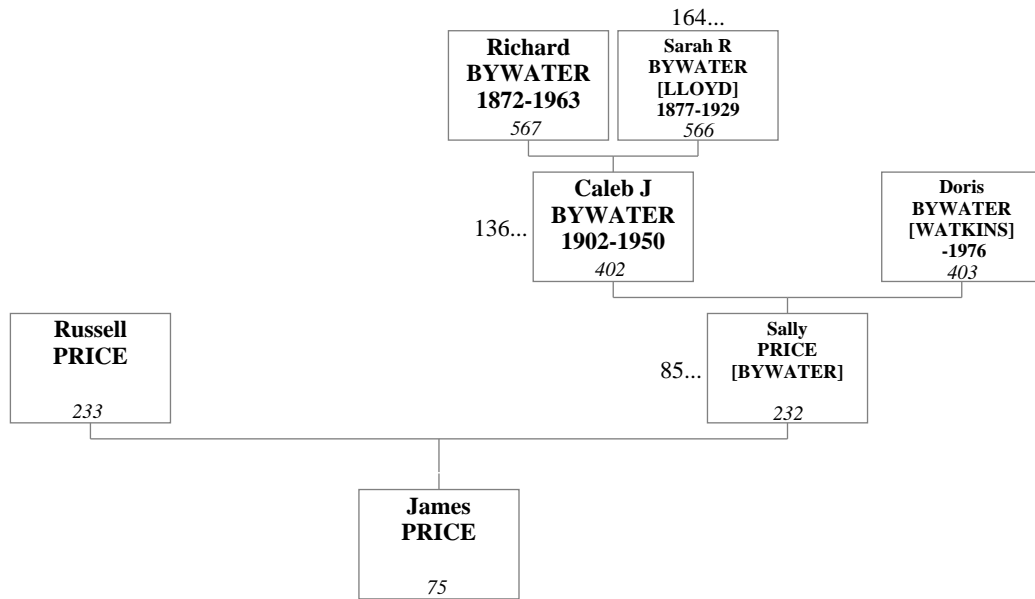 164...
Richard
BYWATER
1872-1963
567
Sarah R
BYWATER
[LLOYD]
1877-1929
566
136...
Caleb J
BYWATER
1902-1950
402
Doris
BYWATER
[WATKINS]
-1976
403
Russell
PRICE
233
85...
Sally
PRICE
[BYWATER]
232
James
PRICE
75